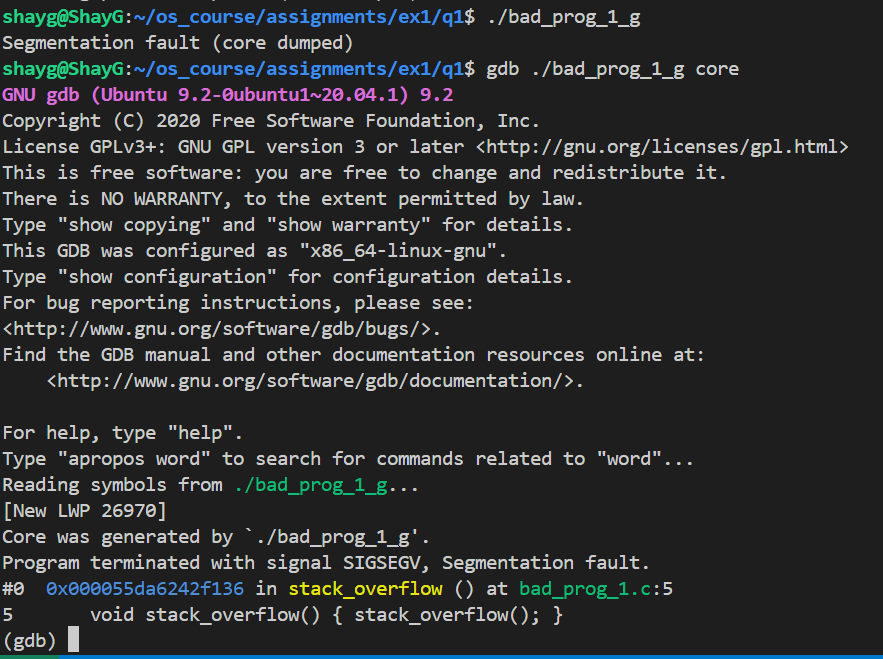 shayg@ShayG:~/os_course/assignments/ex1/q1$ ./bad_prog_1_g
Segmentation fault (core dumped)
shayg@ShayG:~/os_course/assignments/ex1/q1$ gdb ./bad_prog_1_g core
GNU gdb (Ubuntu 9.2-0ubuntu1~20.04.1) 9.2
Copyright (C) 2020 Free Software Foundation, Inc.
License GPLv3+: GNU GPL version 3 or later <http://gnu.org/licenses/gpl.html>
This is free software: you are free to change and redistribute it.
There is NO WARRANTY, to the extent permitted by law.
Type "show copying" and "show warranty" for details.
This GDB was configured as "x86_64-linux-gnu".
Type "show configuration" for configuration details.
For bug reporting instructions, please see:
<http://www.gnu.org/software/gdb/bugs/>.
Find the GDB manual and other documentation resources online at:
    <http://www.gnu.org/software/gdb/documentation/>.

For help, type "help".
Type "apropos word" to search for commands related to "word"...
Reading symbols from ./bad_prog_1_g...
[New LWP 26970]
Core was generated by `./bad_prog_1_g'.
Program terminated with signal SIGSEGV, Segmentation fault.
#0  0x000055da6242f136 in stack_overflow () at bad_prog_1.c:5
5       void stack_overflow() { stack_overflow(); }
(gdb)